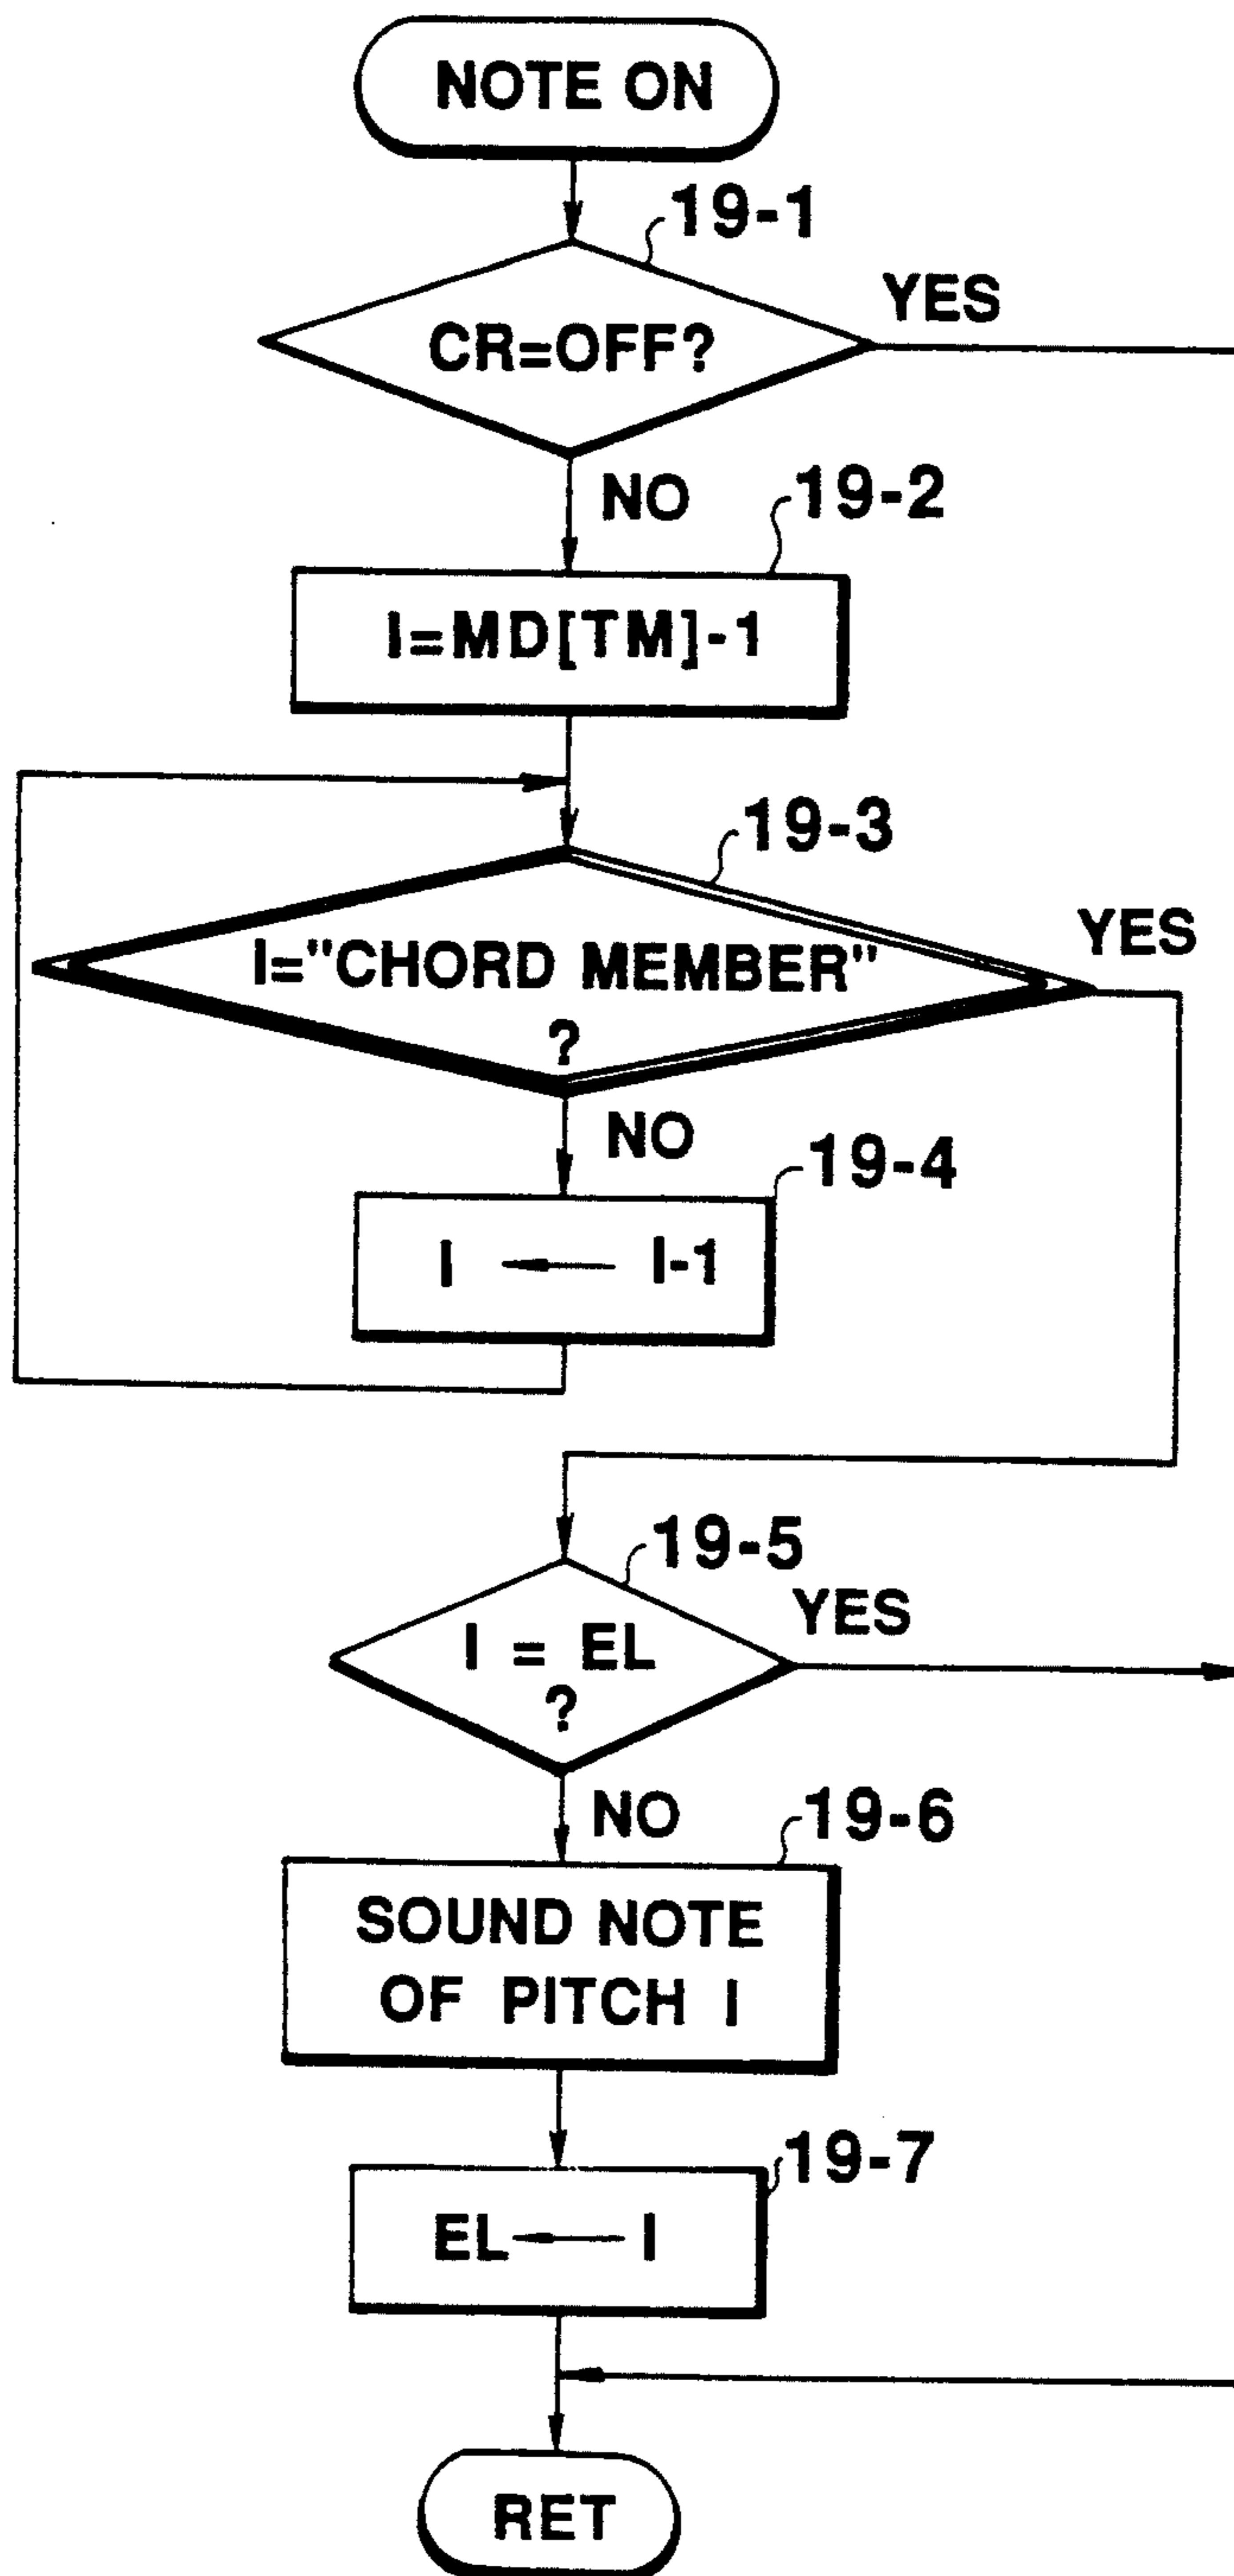 NOTE ON
19-1
YES
CR=OFF?
NO
19-2
I=MD[TM]-1
19-3
YES
I="CHORD MEMBER"
?
NO
19-4
I ← I-1
19-5
YES
I = EL
?
NO
19-6
SOUND NOTE
OF PITCH I
19-7
EL←I
RET